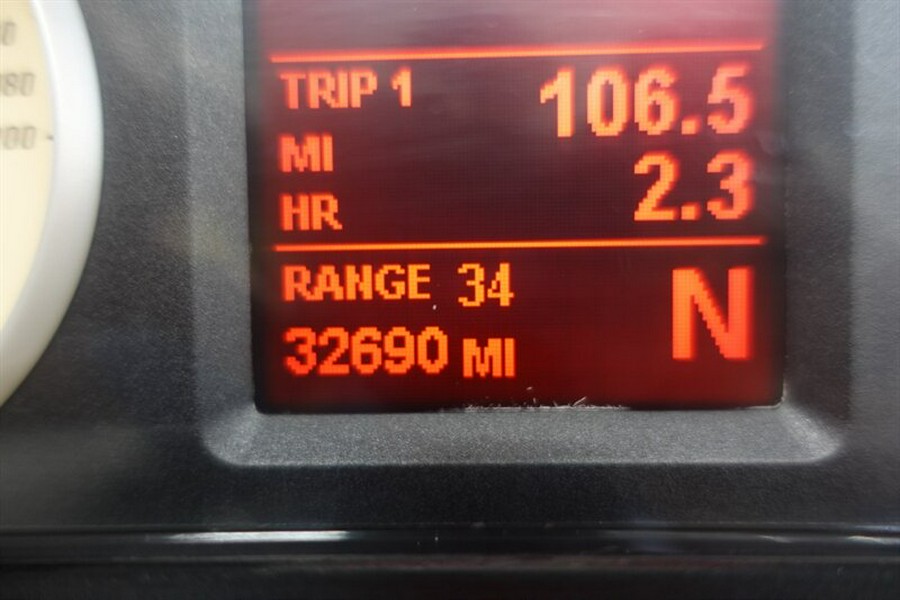 TRIP 1 106.5
MI
HR 2.3
RANGE 34 N
32690 MI